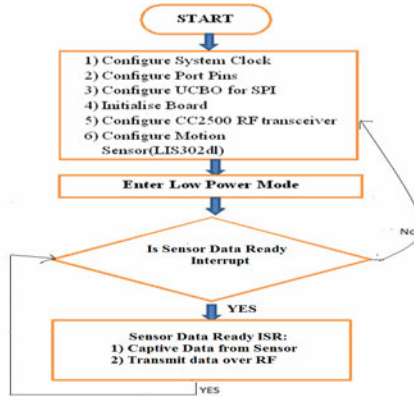 START
1) Configure System Clock
2) Configure Port Pins
3) Configure UCBO for SPI
4) Initialise Board
5) Configure CC2500 RF transceiver
6) Configure Motion
Sensor(LIS302dl)
Enter Low Power Mode
Is Sensor Data Ready
Interrupt
No
YES
Sensor Data Ready ISR:
1) Captive Data from Sensor
2) Transmit data over RF
YES